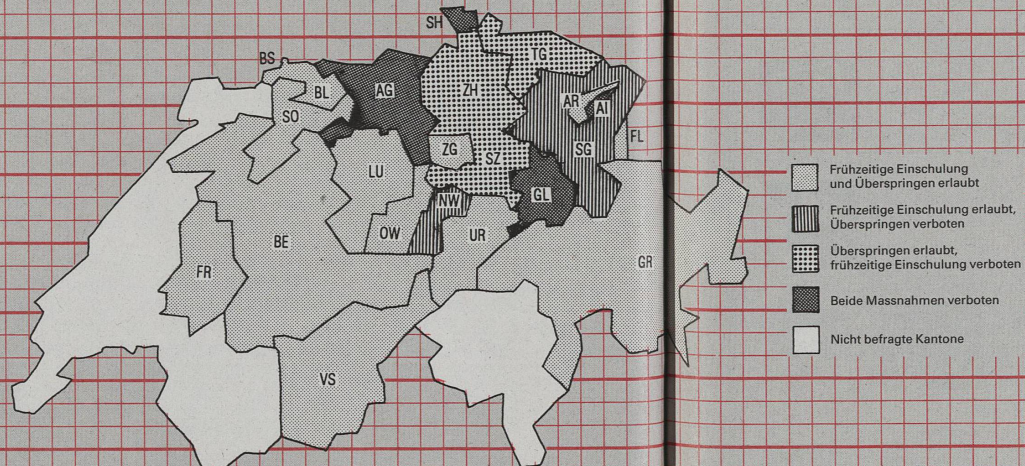 SH
BS
TG
BL
AG
ZH
SO
AR
AI
FL
ZG
SZ
SG
LU
NW
GL
OW
UR
BE
FR
GR
VS
Frühzeitige Einschulung
und Überspringen erlaubt
Frühzeitige Einschulung erlaubt,
Überspringen verboten
Überspringen erlaubt,
frühzeitige Einschulung verboten
Beide Massnahmen verboten
Nicht befragte Kantone